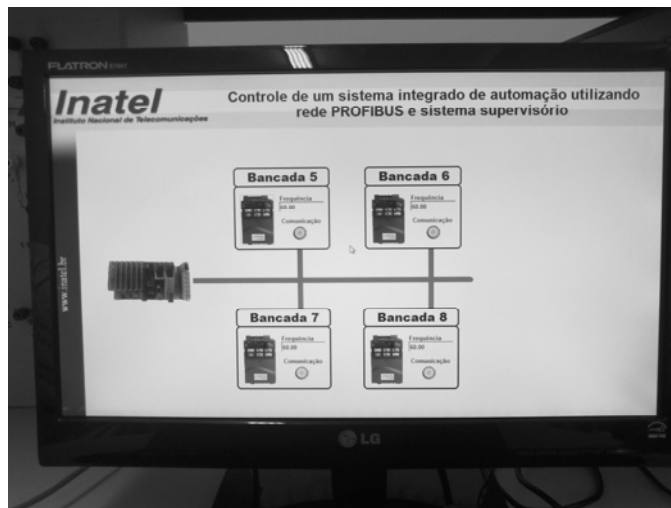 FLATRON
Inatel
Instituto Nacional de Telecomunicações
Controle de um sistema integrado de automação utilizando
rede PROFIBUS e sistema supervisório
www.inatel.br
Bancada 5
Frequência
60.00
Comunicação
Bancada 6
Frequência
60.00
Comunicação
Bancada 7
Frequência
60.00
Comunicação
Bancada 8
Frequência
60.00
Comunicação
LG